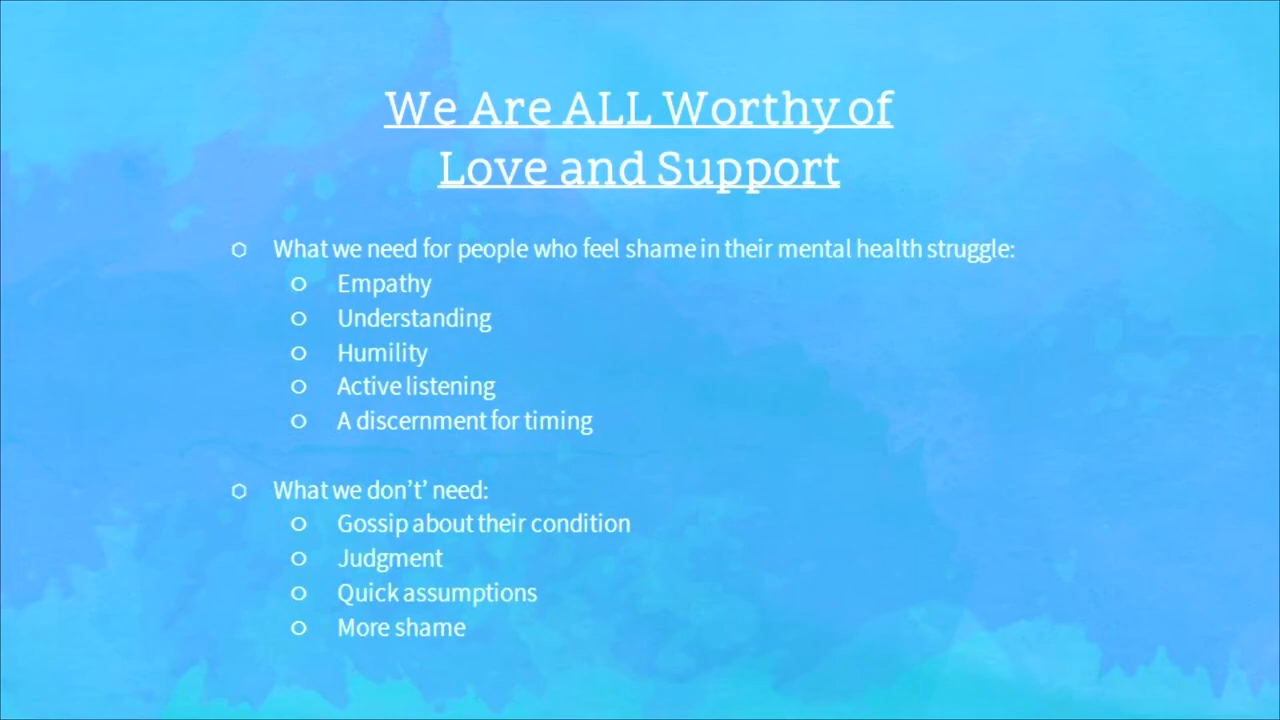 We Are ALL Worthy of
Love and Support
What we need for people who feel shame in their mental health struggle:
Empathy
Understanding
Humility
Active listening
A discernment for timing
What we don’t’ need:
Gossip about their condition
Judgment
Quick assumptions
More shame